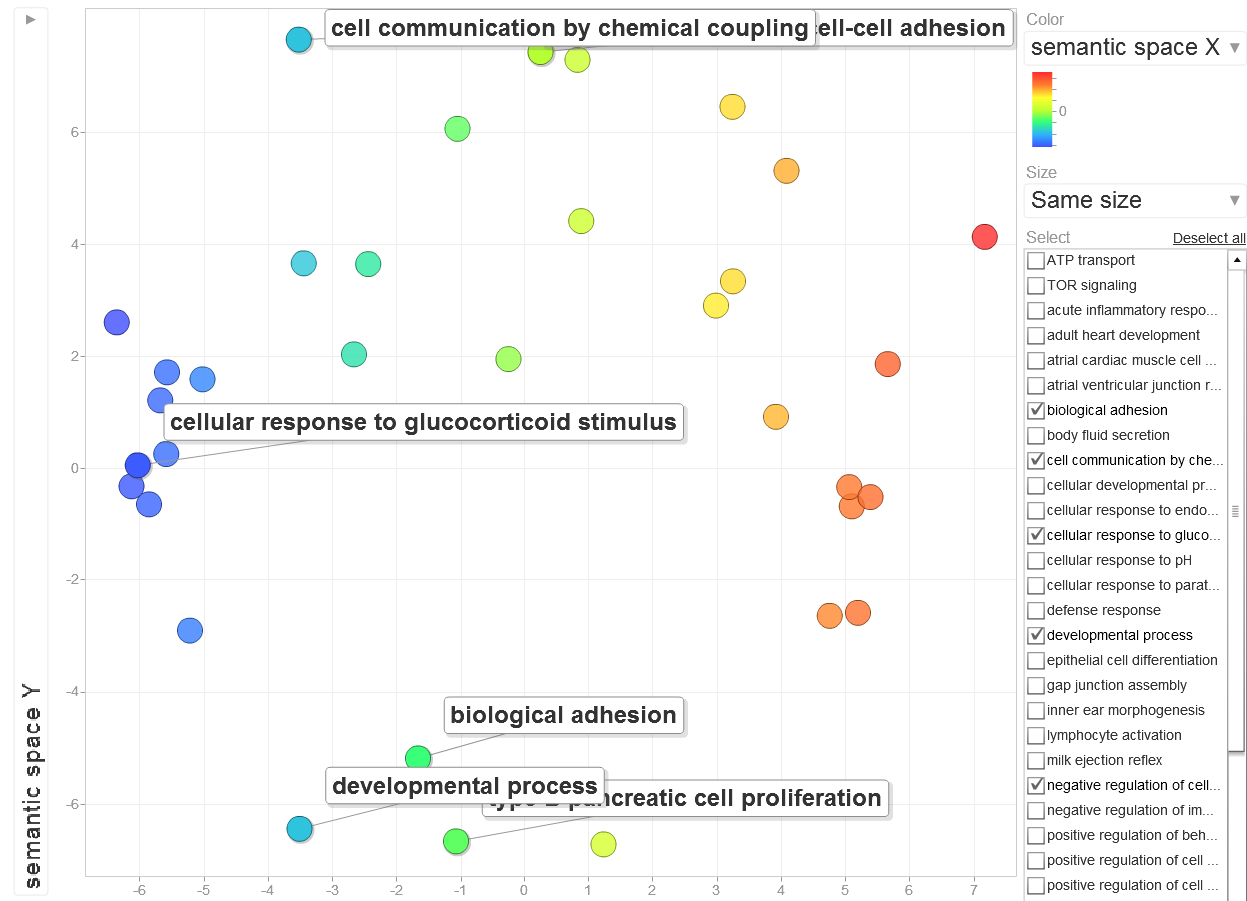 cell communication by chemical coupling
cell-cell adhesion
6
4
2
0
-2
-4
-6
cellular response to glucocorticoid stimulus
biological adhesion
developmental process
pancreatic cell proliferation
semantic space Y
-6 -5 -4 -3 -2 -1 0 1 2 3 4 5 6 7
Color
semantic space X
0
Size
Same size
Select Deselect all
ATP transport
TOR signaling
acute inflammatory respo...
adult heart development
atrial cardiac muscle cell ...
atrial ventricular junction r...
biological adhesion
body fluid secretion
cell communication by che...
cellular developmental pr...
cellular response to endo...
cellular response to gluco...
cellular response to pH
cellular response to parat...
defense response
developmental process
epithelial cell differentiation
gap junction assembly
inner ear morphogenesis
lymphocyte activation
milk ejection reflex
negative regulation of cell...
negative regulation of im...
positive regulation of beh...
positive regulation of cell ...
positive regulation of cell ...